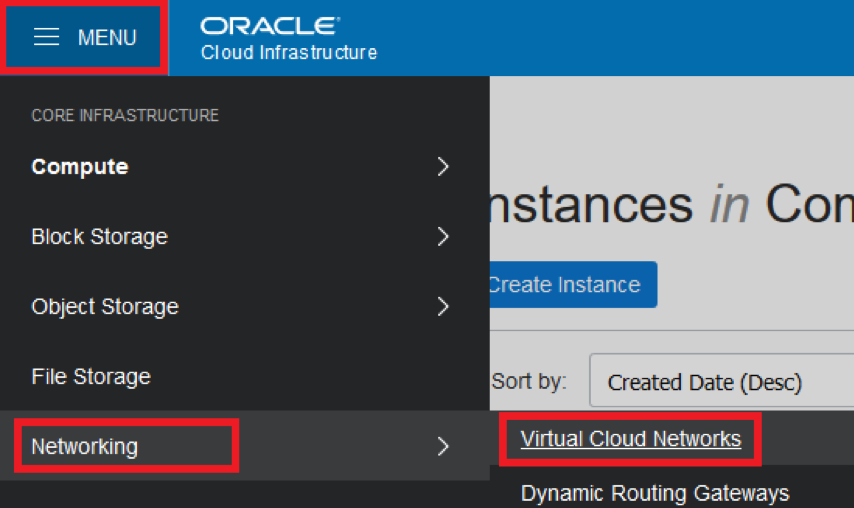 MENU
ORACLE
Cloud Infrastructure
CORE INFRASTRUCTURE
Compute
Block Storage
Object Storage
File Storage
Networking
nstances in Com
Create Instance
Sort by:
Created Date (Desc)
Virtual Cloud Networks
Dynamic Routing Gateways